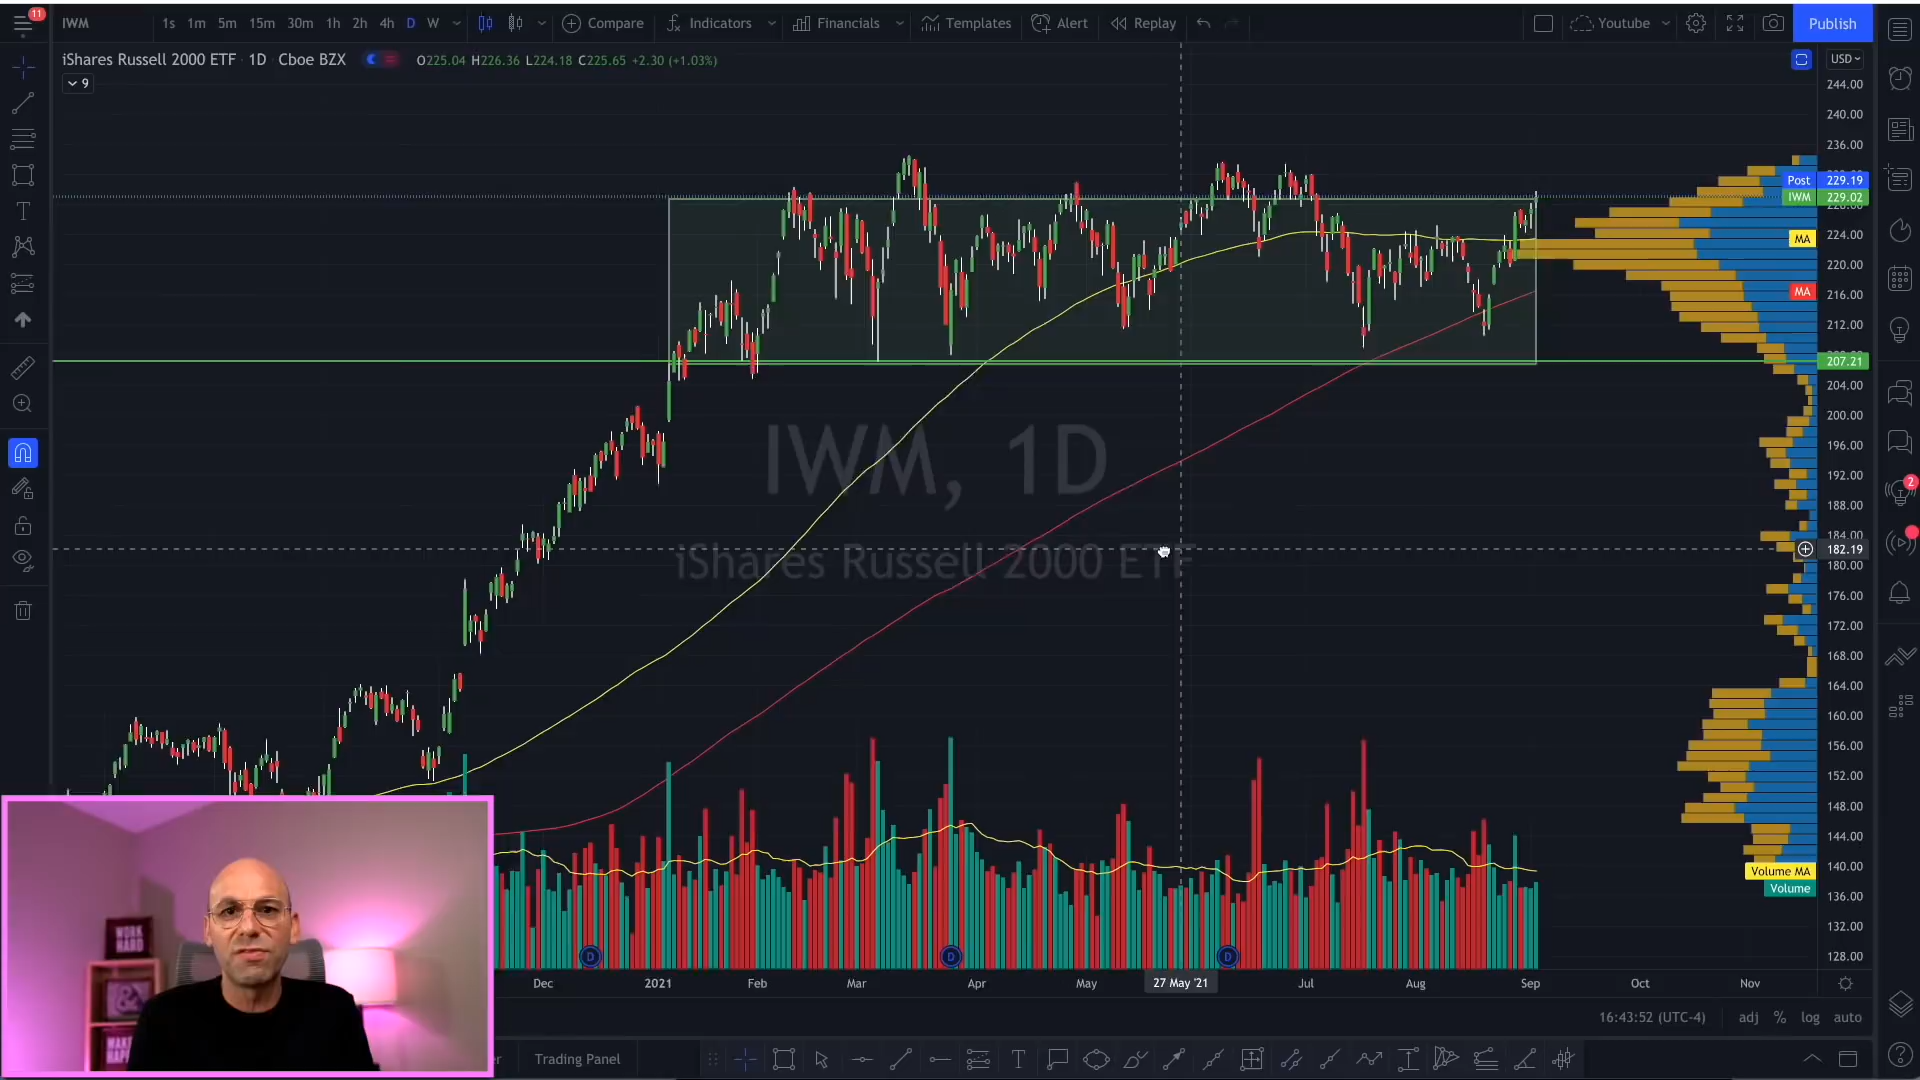 11
IWM
1s 1m 5m 15m 30m 1h 2h 4h D W
Compare
Indicators
Financials
Templates
Alert
Replay
Youtube
Publish
iShares Russell 2000 ETF · 1D · Cboe BZX
O225.04 H226.36 L224.18 C225.65 +2.30 (+1.03%)
9
USD
244.00
240.00
236.00
Post 229.19
IWM 229.02
MA
224.00
220.00
MA
216.00
212.00
207.21
204.00
200.00
196.00
192.00
188.00
184.00
182.19
180.00
176.00
172.00
168.00
164.00
160.00
156.00
152.00
148.00
144.00
140.00
Volume MA
Volume
136.00
132.00
128.00
IWM, 1D
iShares Russell 2000 ETF
2
WORK
HARD
&
D D D
Dec 2021 Feb Mar Apr May 27 May '21 Jul Aug Sep Oct Nov
16:43:52 (UTC-4) adj % log auto
Trading Panel